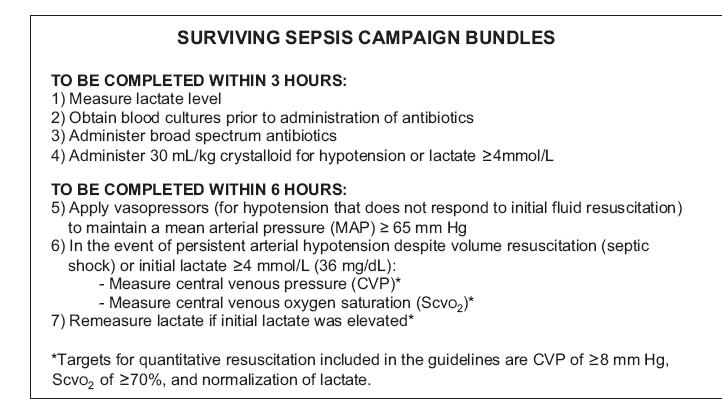 SURVIVING SEPSIS CAMPAIGN BUNDLES
TO BE COMPLETED WITHIN 3 HOURS:
1) Measure lactate level
2) Obtain blood cultures prior to administration of antibiotics
3) Administer broad spectrum antibiotics
4) Administer 30 mL/kg crystalloid for hypotension or lactate ≥4mmol/L
TO BE COMPLETED WITHIN 6 HOURS:
5) Apply vasopressors (for hypotension that does not respond to initial fluid resuscitation)
to maintain a mean arterial pressure (MAP) ≥ 65 mm Hg
6) In the event of persistent arterial hypotension despite volume resuscitation (septic
shock) or initial lactate ≥4 mmol/L (36 mg/dL):
- Measure central venous pressure (CVP)*
- Measure central venous oxygen saturation (Scvo₂)*
7) Remeasure lactate if initial lactate was elevated*
*Targets for quantitative resuscitation included in the guidelines are CVP of ≥8 mm Hg,
Scvo₂ of ≥70%, and normalization of lactate.